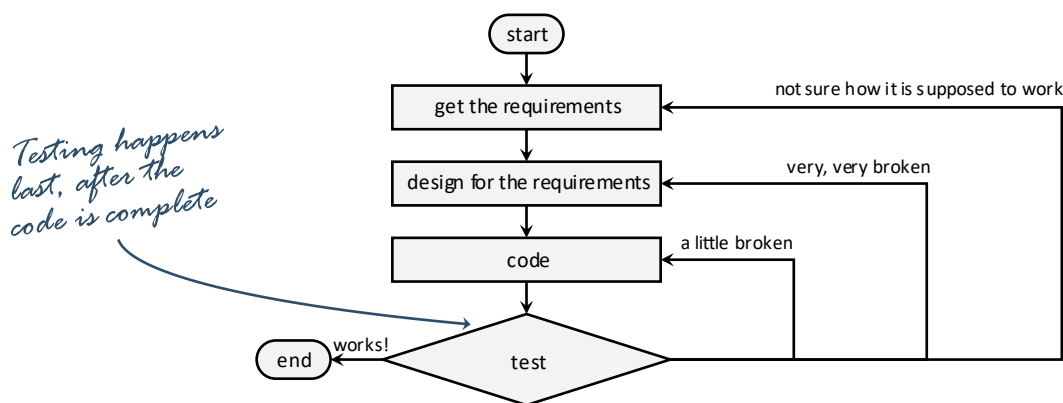 start
get the requirements
not sure how it is supposed to work
Testing happens
last, after the
code is complete
design for the requirements
very, very broken
code
a little broken
test
works!
end